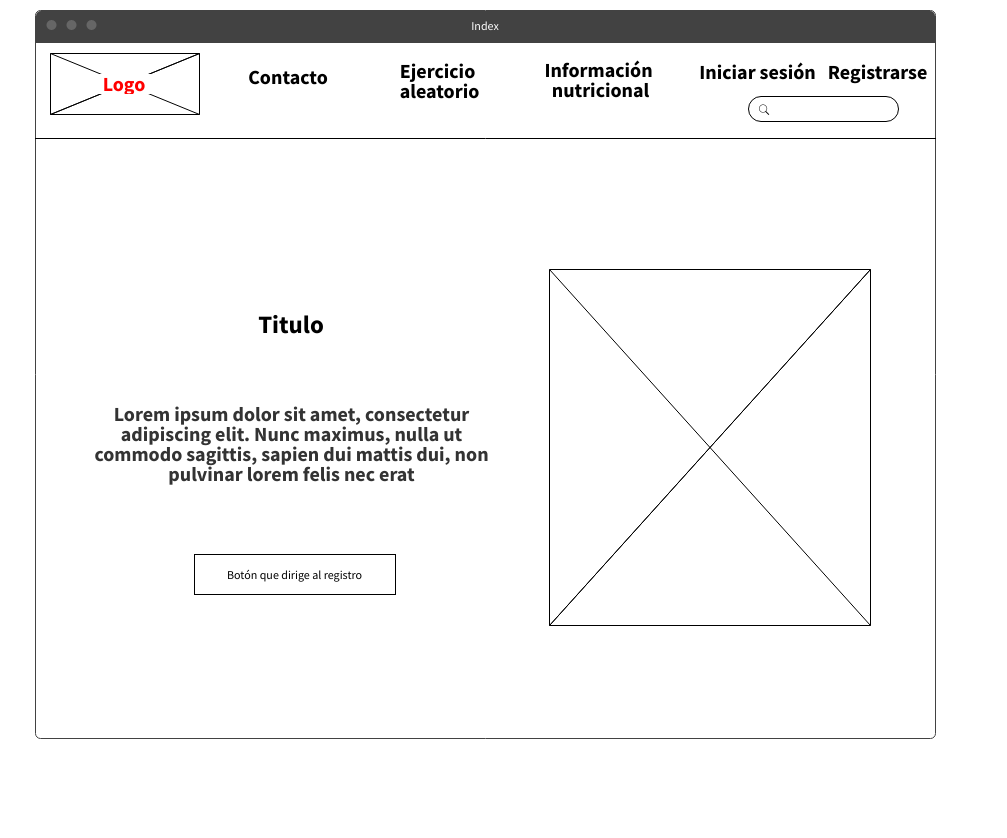 Index
Logo
Contacto
Ejercicio
aleatorio
Información
nutricional
Iniciar sesión
Registrarse
Titulo
Lorem ipsum dolor sit amet, consectetur
adipiscing elit. Nunc maximus, nulla ut
commodo sagittis, sapien dui mattis dui, non
pulvinar lorem felis nec erat
Botón que dirige al registro